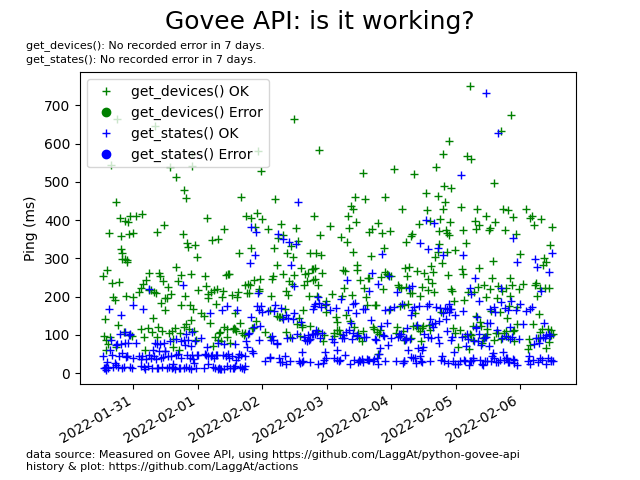 Govee API: is it working?
get_devices(): No recorded error in 7 days.
get_states(): No recorded error in 7 days.
get_devices() OK
get_devices() Error
get_states() OK
get_states() Error
Ping (ms)
700
600
500
400
300
200
100
0
2022-01-31
2022-02-01
2022-02-02
2022-02-03
2022-02-04
2022-02-05
2022-02-06
data source: Measured on Govee API, using https://github.com/LaggAt/python-govee-api
history & plot: https://github.com/LaggAt/actions